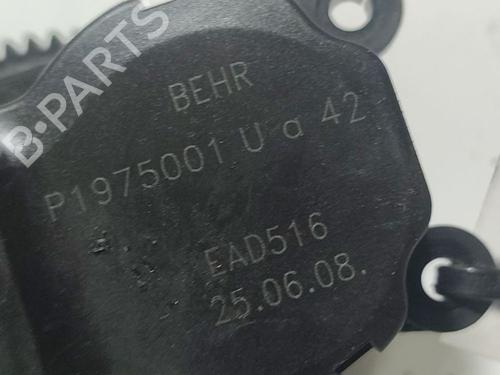 B-PARTS
BEHR
P1975001 U a 42
EAD516
25.06.08.